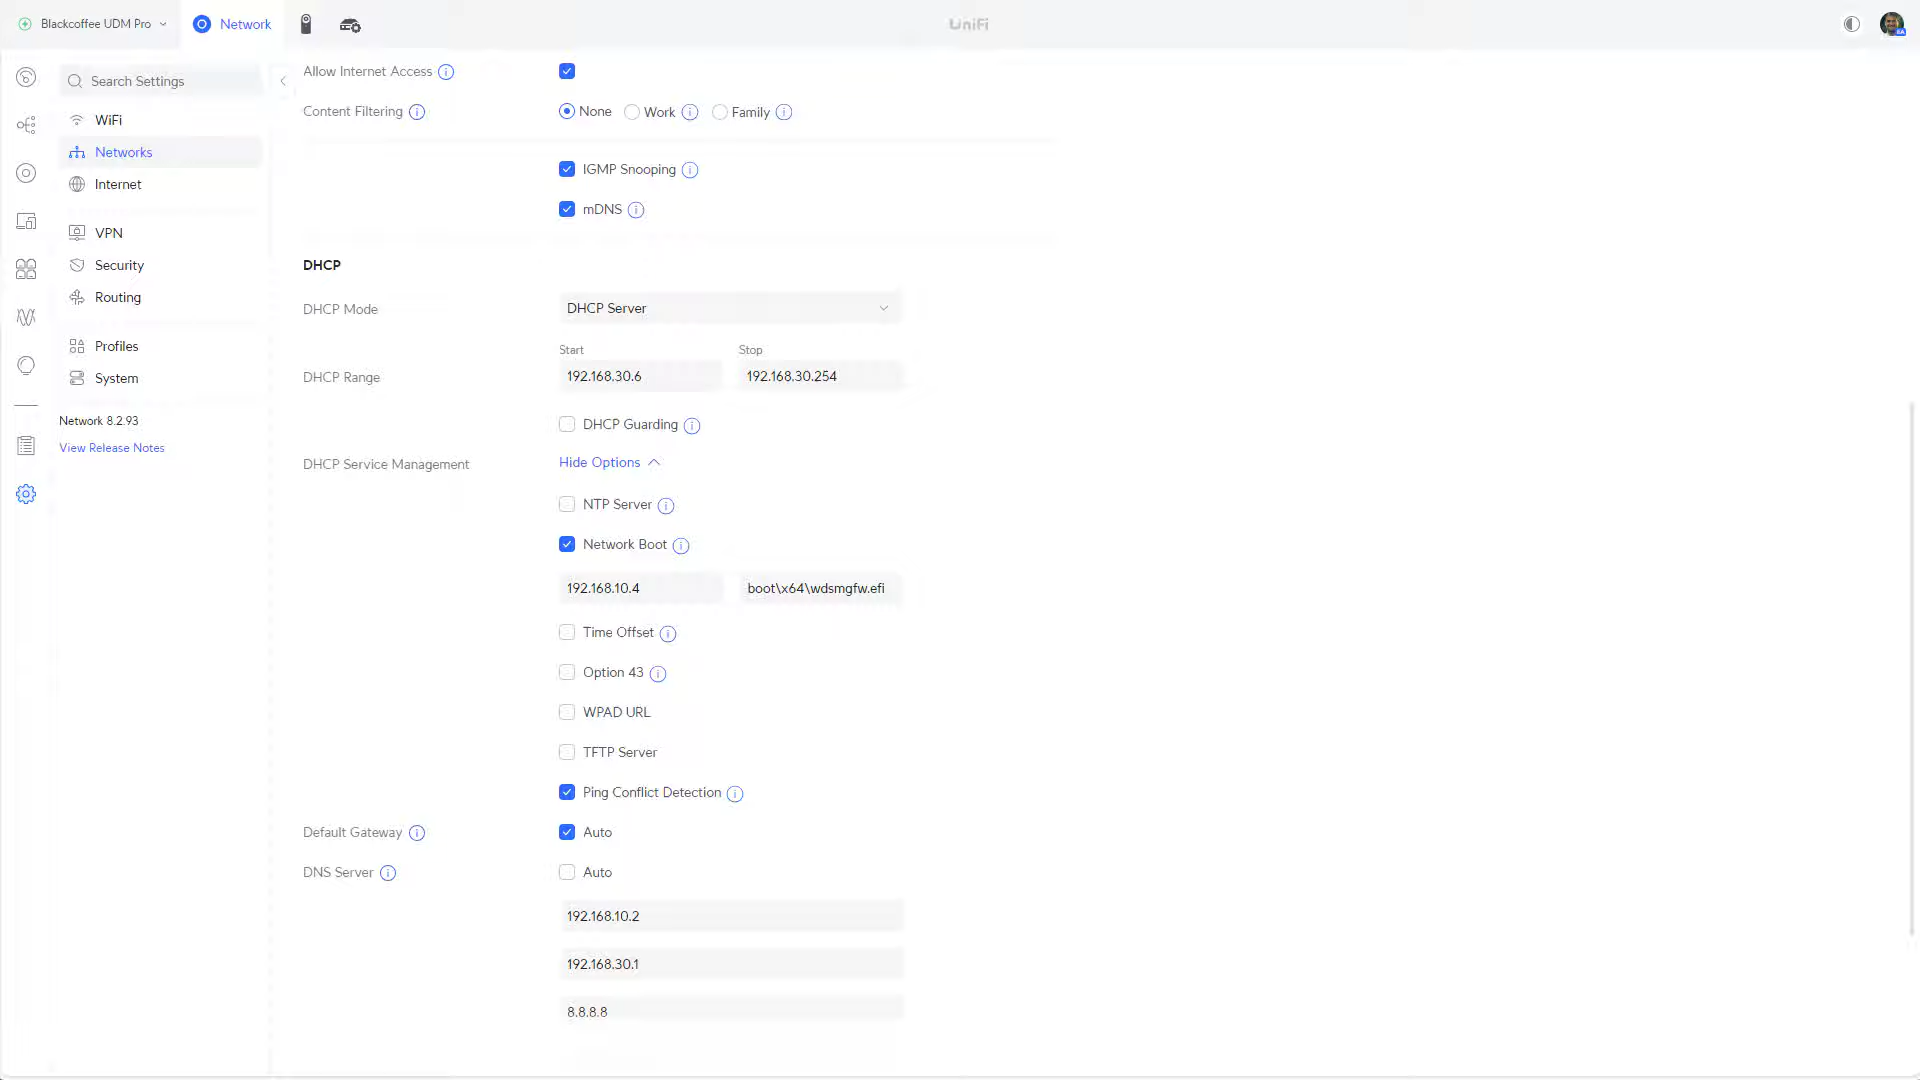 Blackcoffee UDM Pro
Network
UniFi
Search Settings
WiFi
Networks
Internet
VPN
Security
Routing
Profiles
System
Network 8.2.93
View Release Notes
Allow Internet Access
Content Filtering
None Work Family
IGMP Snooping
mDNS
DHCP
DHCP Mode
DHCP Server
Start Stop
DHCP Range
192.168.30.6 192.168.30.254
DHCP Guarding
DHCP Service Management
Hide Options
NTP Server
Network Boot
192.168.10.4 boot\x64\wdsmgfw.efi
Time Offset
Option 43
WPAD URL
TFTP Server
Ping Conflict Detection
Default Gateway
Auto
DNS Server
Auto
192.168.10.2
192.168.30.1
8.8.8.8